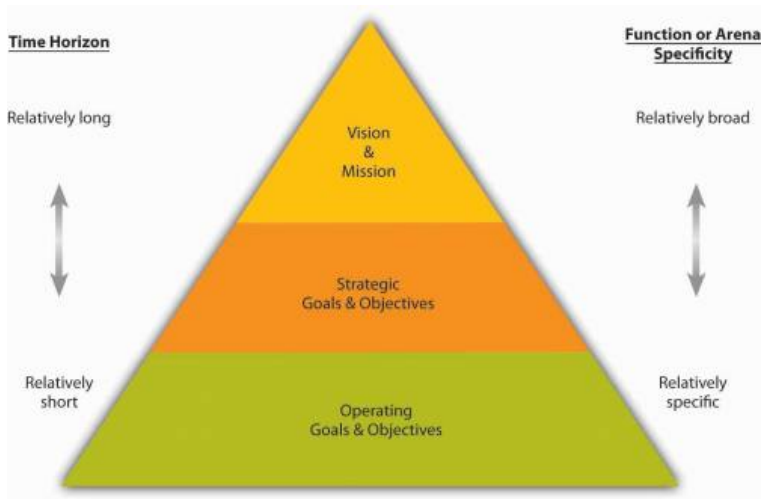 Time Horizon
Function or Arena
Specificity
Relatively long
Relatively broad
Vision
&
Mission
Strategic
Goals & Objectives
Relatively
short
Relatively
specific
Operating
Goals & Objectives